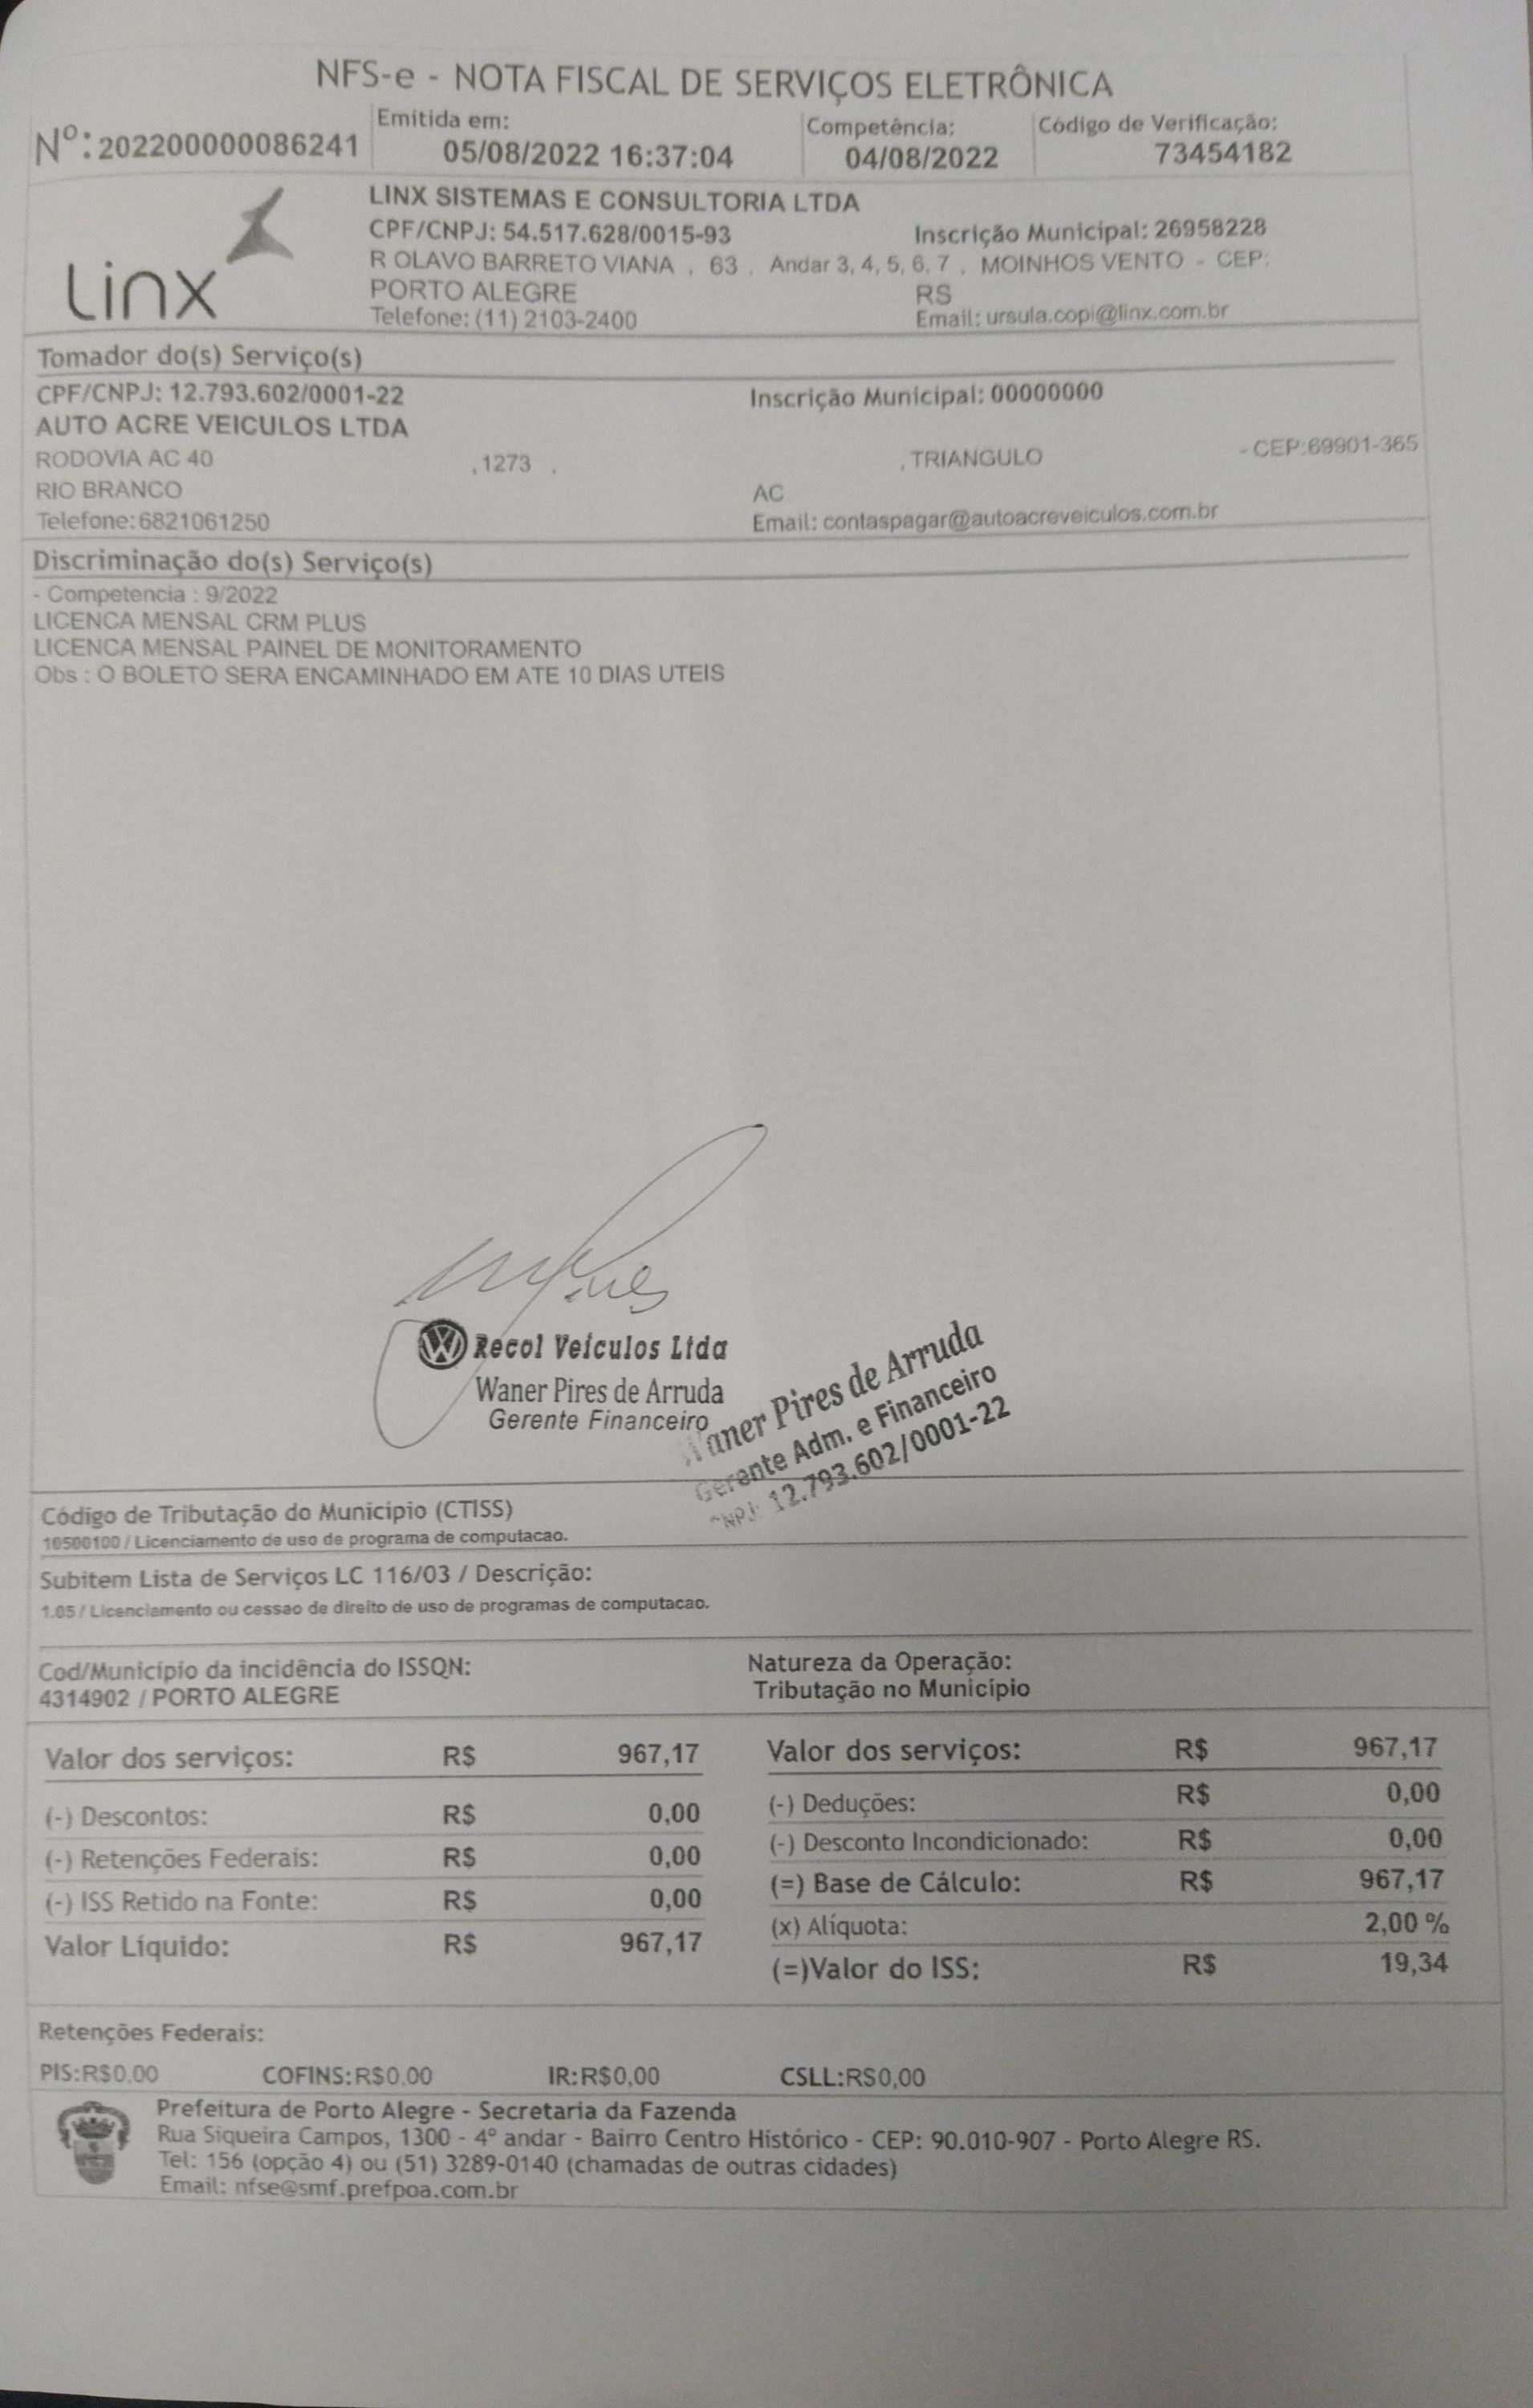 NFS-e - NOTA FISCAL DE SERVIÇOS ELETRÔNICA
Nº: 202200000086241 Emitida em: 05/08/2022 16:37:04 Competência: 04/08/2022 Código de Verificação: 73454182
Linx
LINX SISTEMAS E CONSULTORIA LTDA
CPF/CNPJ: 54.517.628/0015-93 Inscrição Municipal: 26958228
R OLAVO BARRETO VIANA , 63 , Andar 3, 4, 5, 6, 7 , MOINHOS VENTO - CEP:
PORTO ALEGRE RS
Telefone: (11) 2103-2400 Email: ursula.copi@linx.com.br
Tomador do(s) Serviço(s)
CPF/CNPJ: 12.793.602/0001-22 Inscrição Municipal: 00000000
AUTO ACRE VEICULOS LTDA
RODOVIA AC 40 , 1273 , , TRIANGULO - CEP:69901-365
RIO BRANCO AC
Telefone:6821061250 Email: contaspagar@autoacreveiculos.com.br
Discriminação do(s) Serviço(s)
- Competencia : 9/2022
LICENCA MENSAL CRM PLUS
LICENCA MENSAL PAINEL DE MONITORAMENTO
Obs : O BOLETO SERA ENCAMINHADO EM ATE 10 DIAS UTEIS
Recol Veículos Ltda
Waner Pires de Arruda
Gerente Financeiro
Waner Pires de Arruda
Gerente Adm. e Financeiro
CNPJ: 12.793.602/0001-22
Código de Tributação do Município (CTISS)
10500100 / Licenciamento de uso de programa de computacao.
Subitem Lista de Serviços LC 116/03 / Descrição:
1.05 / Licenciamento ou cessao de direito de uso de programas de computacao.
Cod/Município da incidência do ISSQN: Natureza da Operação:
4314902 / PORTO ALEGRE Tributação no Município
Valor dos serviços: R$ 967,17 Valor dos serviços: R$ 967,17
(-) Descontos: R$ 0,00 (-) Deduções: R$ 0,00
(-) Retenções Federais: R$ 0,00 (-) Desconto Incondicionado: R$ 0,00
(-) ISS Retido na Fonte: R$ 0,00 (=) Base de Cálculo: R$ 967,17
(x) Alíquota: 2,00 %
Valor Líquido: R$ 967,17 (=)Valor do ISS: R$ 19,34
Retenções Federais:
PIS:R$0,00 COFINS:R$0,00 IR:R$0,00 CSLL:R$0,00
Prefeitura de Porto Alegre - Secretaria da Fazenda
Rua Siqueira Campos, 1300 - 4º andar - Bairro Centro Histórico - CEP: 90.010-907 - Porto Alegre RS.
Tel: 156 (opção 4) ou (51) 3289-0140 (chamadas de outras cidades)
Email: nfse@smf.prefpoa.com.br